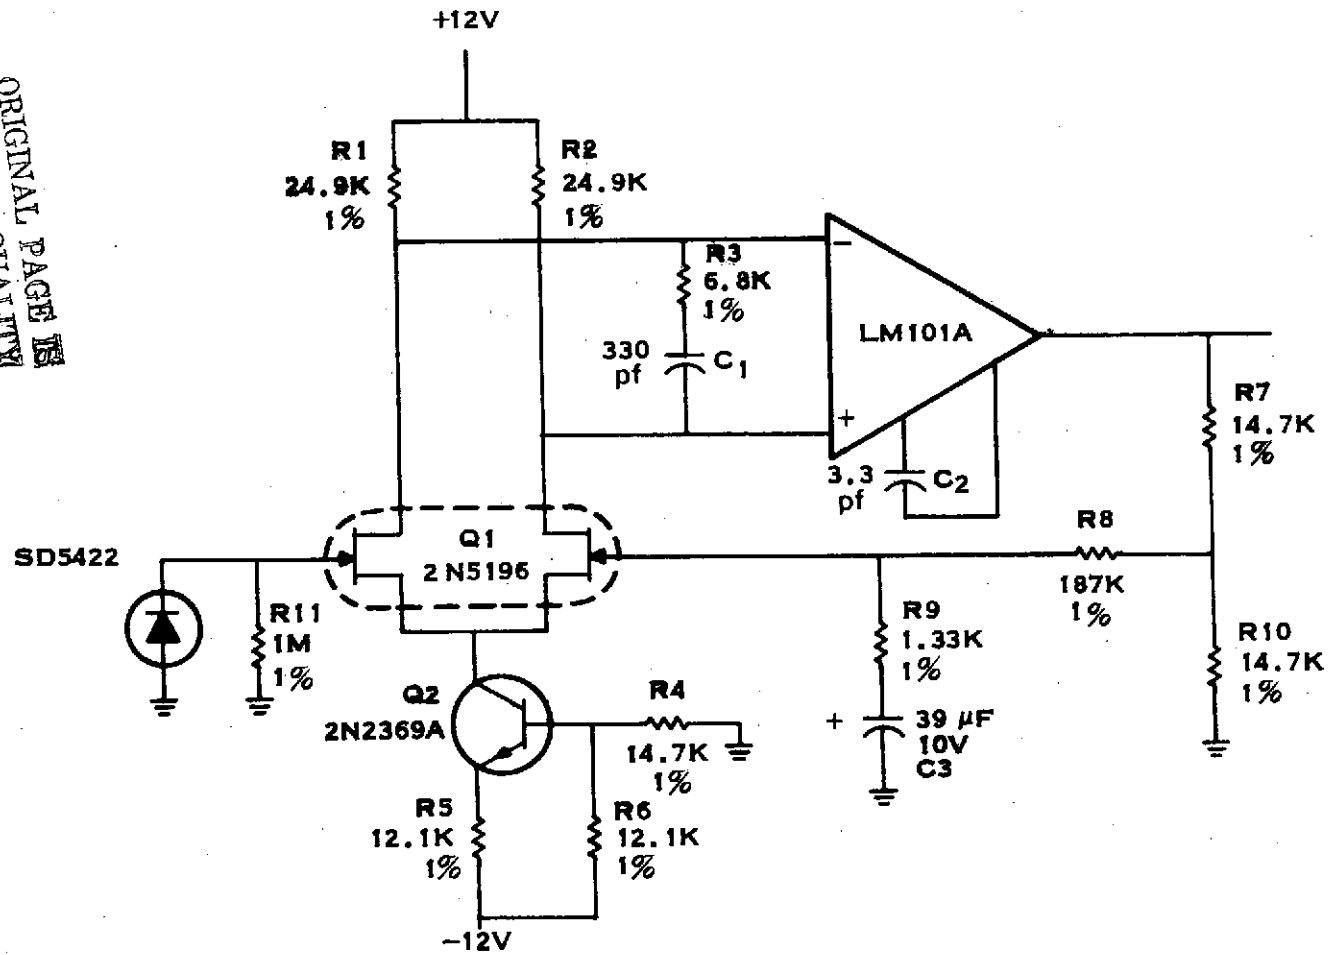 +12V
ORIGINAL PAGE IS
R1
24.9K
1%
R2
24.9K
1%
R3
6.8K
1%
330
pf
C1
−
LM101A
+
3.3
pf
C2
R7
14.7K
1%
SD5422
Q1
2N5196
R8
187K
1%
R11
1M
1%
R9
1.33K
1%
R10
14.7K
1%
Q2
2N2369A
R4
14.7K
1%
+
39 µF
10V
C3
R5
12.1K
1%
R6
12.1K
1%
-12V